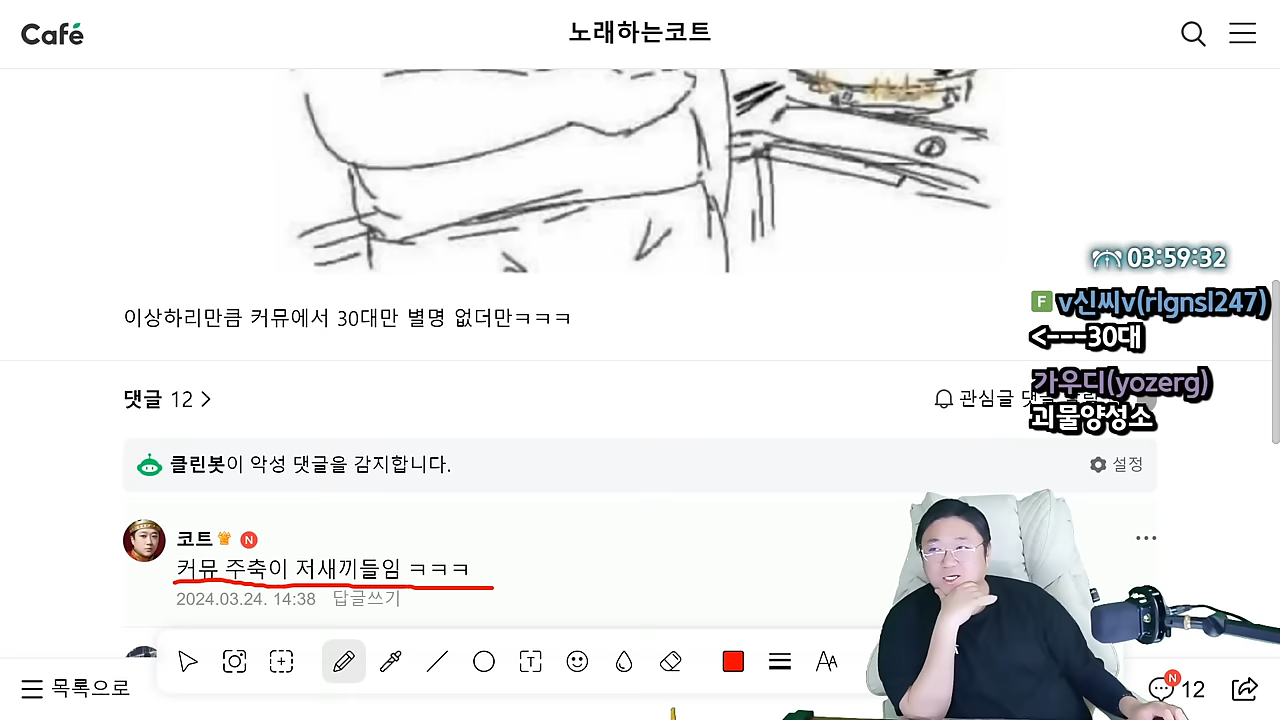 Café
노래하는코트
03:59:32
F v신씨v(rlgnsl247)
<---30대
가우디(yozerg)
괴물양성소
이상하리만큼 커뮤에서 30대만 별명 없더만ㅋㅋㅋ
댓글 12
관심글 댓글
클린봇이 악성 댓글을 감지합니다.
설정
코트 N
커뮤 주축이 저새끼들임 ㅋㅋㅋ
2024.03.24. 14:38 답글쓰기
T
AA
목록으로
N
12